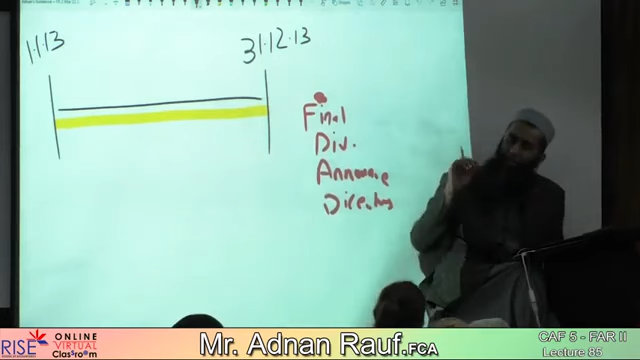 1.1.13
31.12.13
Final
Div.
Announce
Directors
RISE
ONLINE
VIRTUAL
Classroom
Mr. Adnan Rauf.FCA
CAF 5 - FAR II
Lecture 85